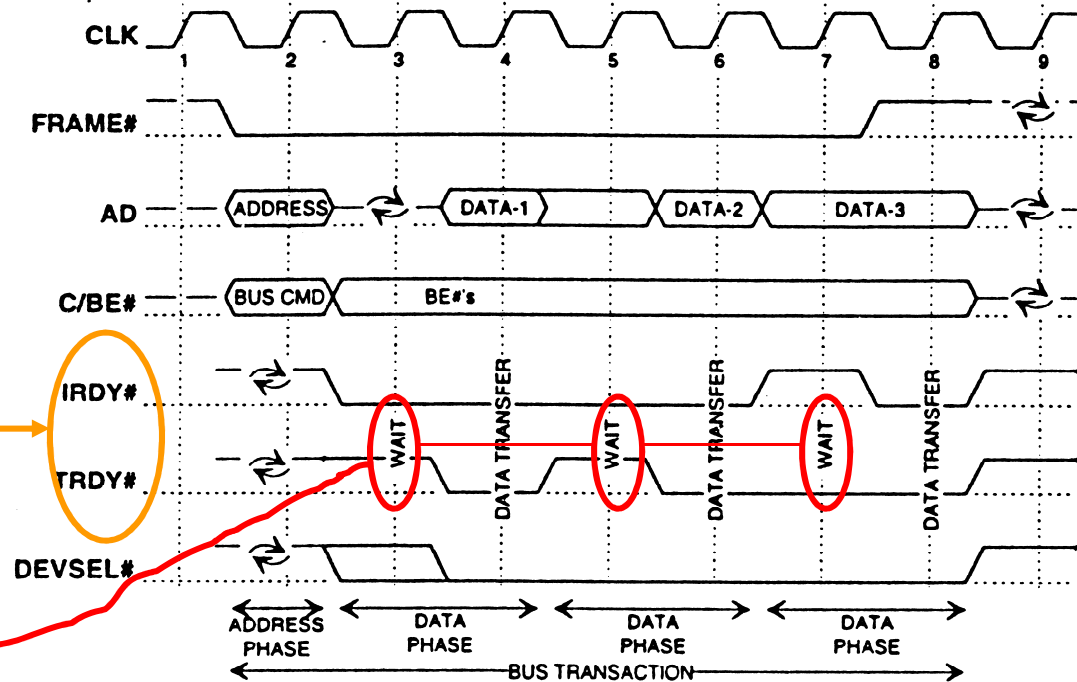 CLK
1 2 3 4 5 6 7 8 9
FRAME#
AD
ADDRESS
DATA-1
DATA-2
DATA-3
C/BE#
BUS CMD
BE#'s
IRDY#
TRDY#
WAIT
DATA TRANSFER
WAIT
DATA TRANSFER
WAIT
DATA TRANSFER
DEVSEL#
ADDRESS
PHASE
DATA
PHASE
DATA
PHASE
DATA
PHASE
BUS TRANSACTION